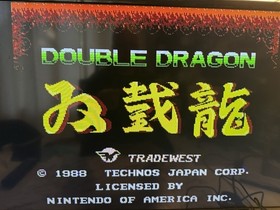 DOUBLE DRAGON
双截龍
TRADEWEST
© 1988 TECHNOS JAPAN CORP.
LICENSED BY
NINTENDO OF AMERICA INC.